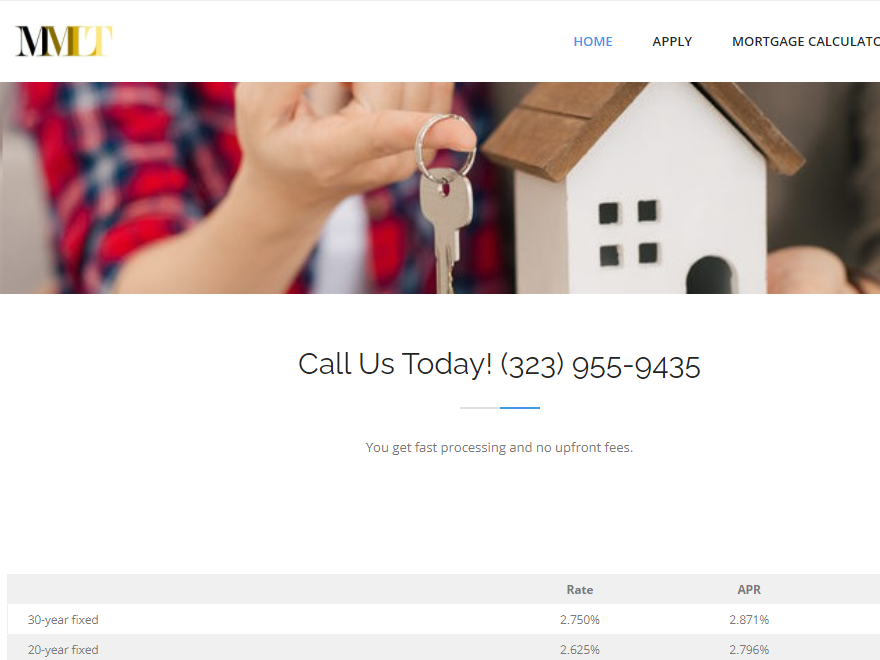 MMLT
HOME APPLY MORTGAGE CALCULATO
Call Us Today! (323) 955-9435
You get fast processing and no upfront fees.
Rate APR
30-year fixed 2.750% 2.871%
20-year fixed 2.625% 2.796%